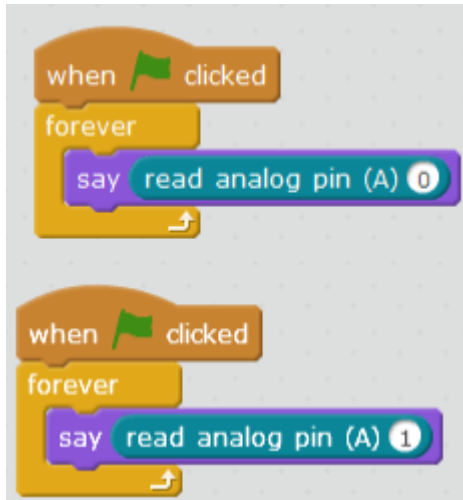 when clicked
forever
say read analog pin (A) 0
when clicked
forever
say read analog pin (A) 1